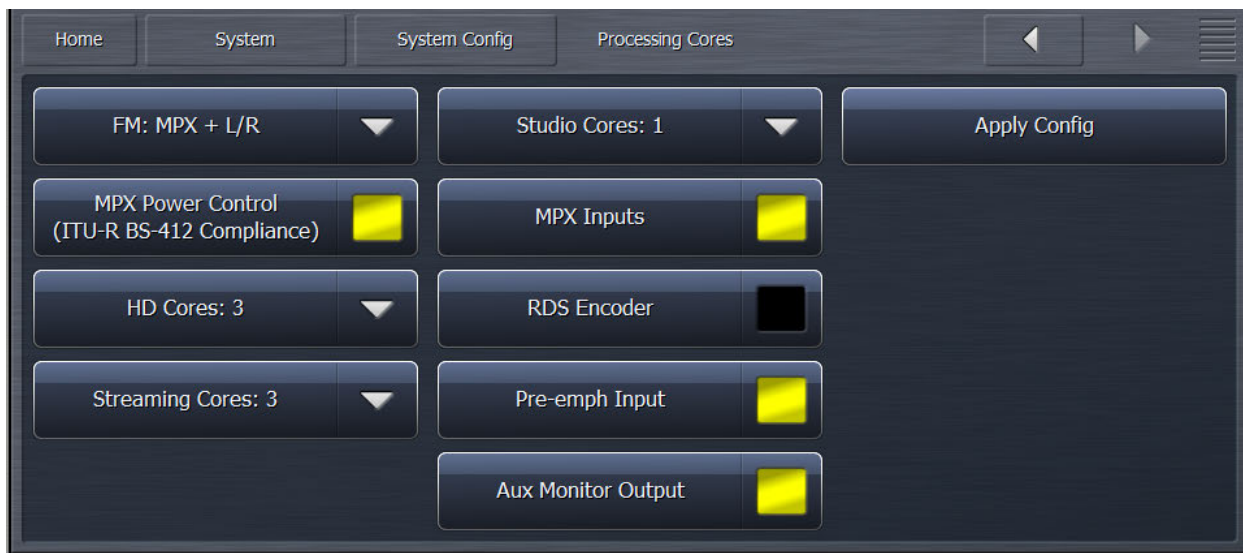 Home
System
System Config
Processing Cores
FM: MPX + L/R
Studio Cores: 1
Apply Config
MPX Power Control
(ITU-R BS-412 Compliance)
MPX Inputs
HD Cores: 3
RDS Encoder
Streaming Cores: 3
Pre-emph Input
Aux Monitor Output